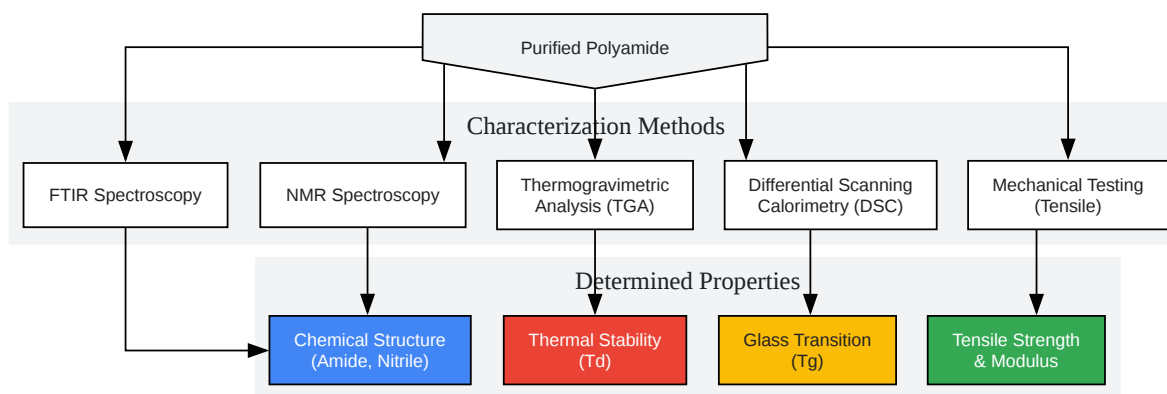 Purified Polyamide
Characterization Methods
FTIR Spectroscopy
NMR Spectroscopy
Thermogravimetric
Analysis (TGA)
Differential Scanning
Calorimetry (DSC)
Mechanical Testing
(Tensile)
Determined Properties
Chemical Structure
(Amide, Nitrile)
Thermal Stability
(Td)
Glass Transition
(Tg)
Tensile Strength
& Modulus